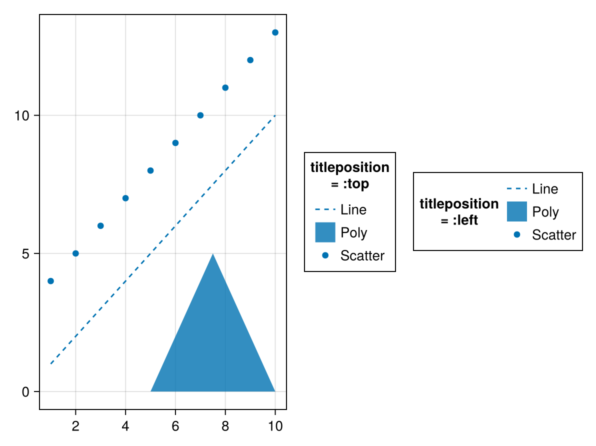 10
5
0
2 4 6 8 10
titleposition
= :top
Line
Poly
Scatter
titleposition
= :left
Line
Poly
Scatter